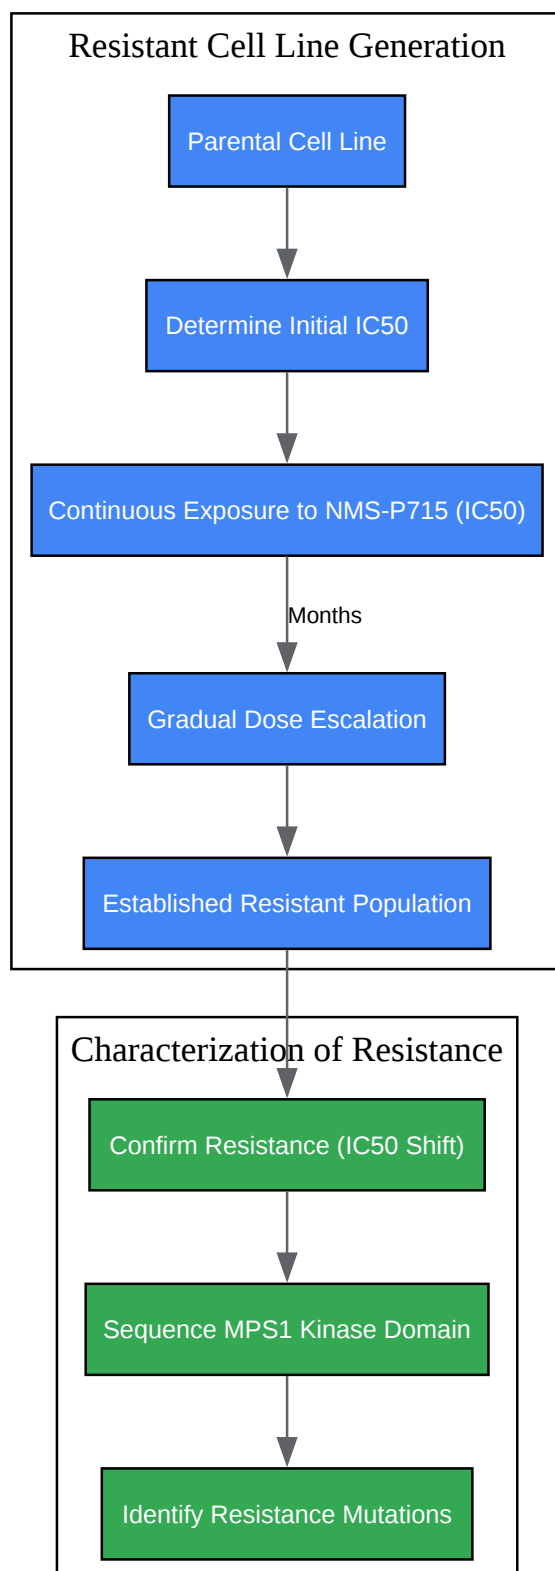 Resistant Cell Line Generation
Parental Cell Line
Determine Initial IC50
Continuous Exposure to NMS-P715 (IC50)
Months
Gradual Dose Escalation
Established Resistant Population
Characterization of Resistance
Confirm Resistance (IC50 Shift)
Sequence MPS1 Kinase Domain
Identify Resistance Mutations